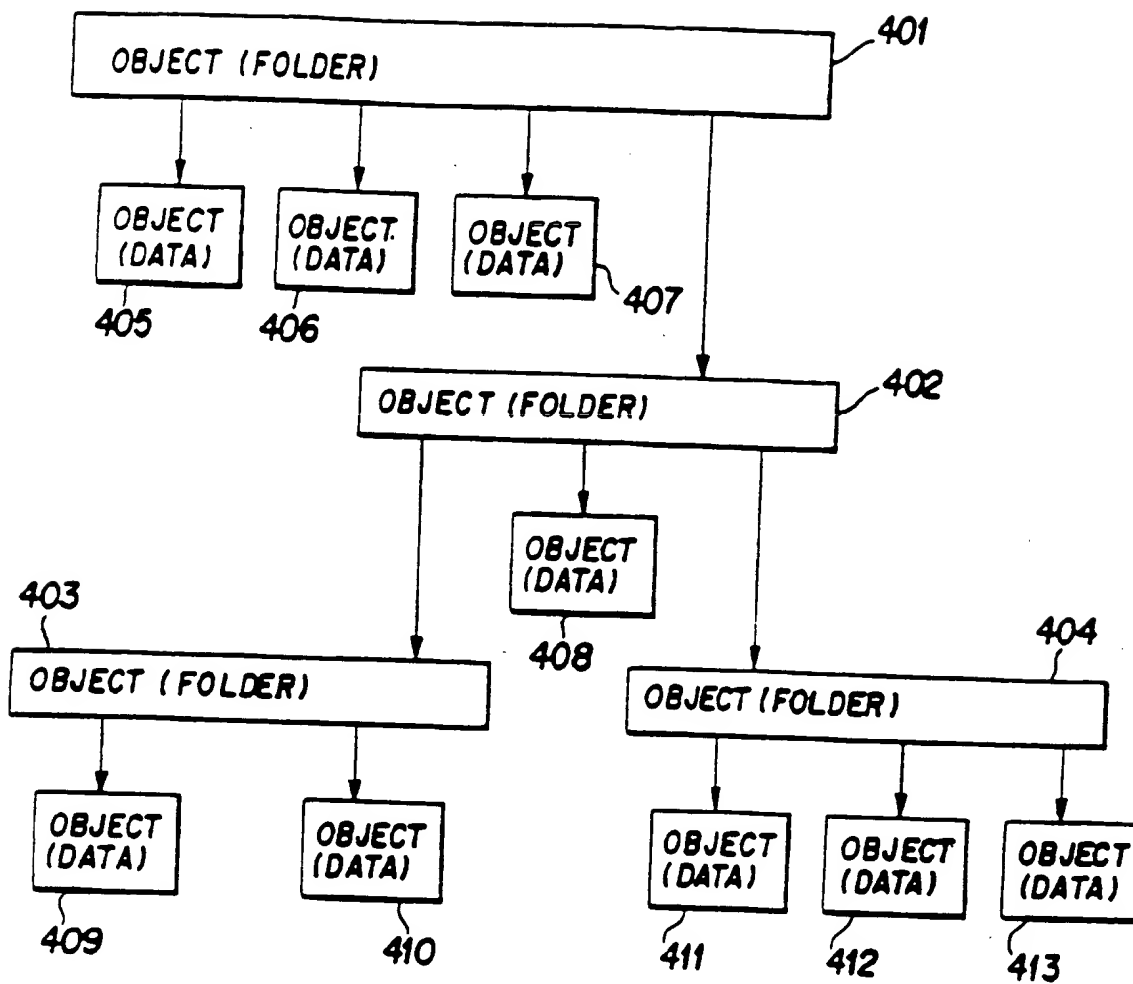 401
OBJECT (FOLDER)
OBJECT
(DATA)
405
OBJECT.
(DATA)
406
OBJECT
(DATA)
407
402
OBJECT (FOLDER)
OBJECT
(DATA)
408
403
OBJECT (FOLDER)
404
OBJECT (FOLDER)
OBJECT
(DATA)
409
OBJECT
(DATA)
410
OBJECT
(DATA)
411
OBJECT
(DATA)
412
OBJECT
(DATA)
413